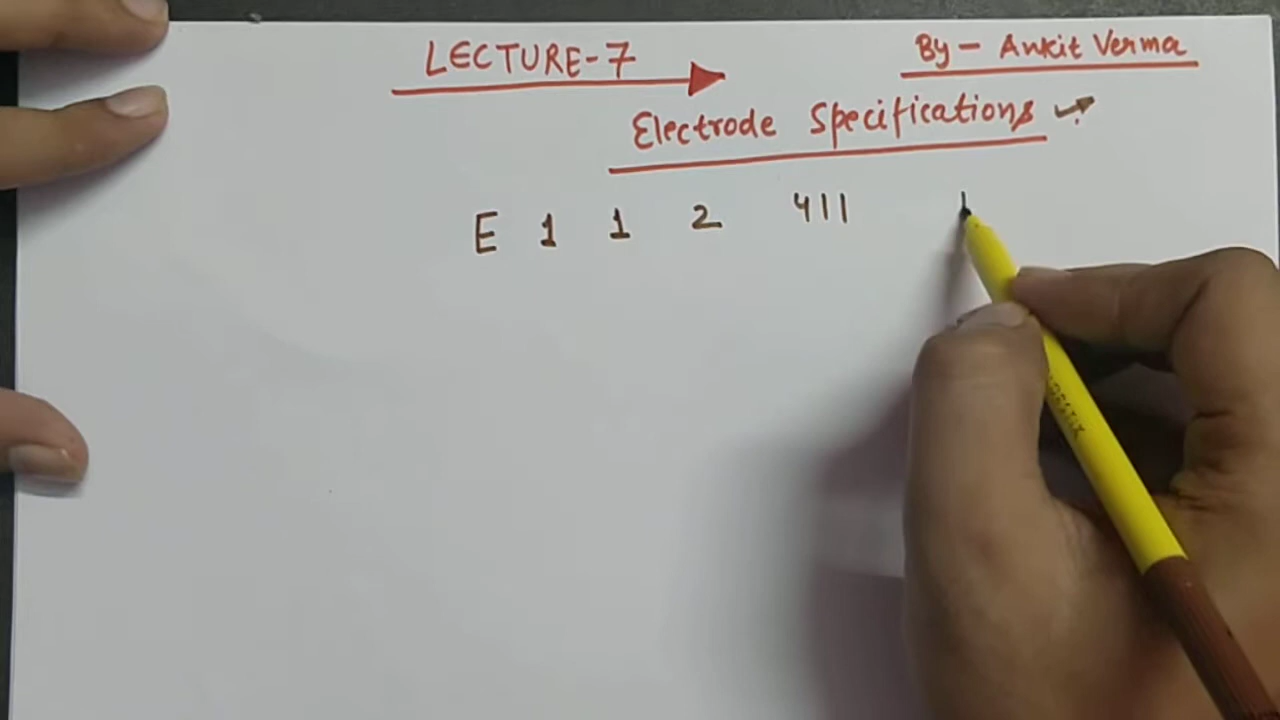 LECTURE-7
By - Ankit Verma
Electrode Specifications
E 1 1 2 411